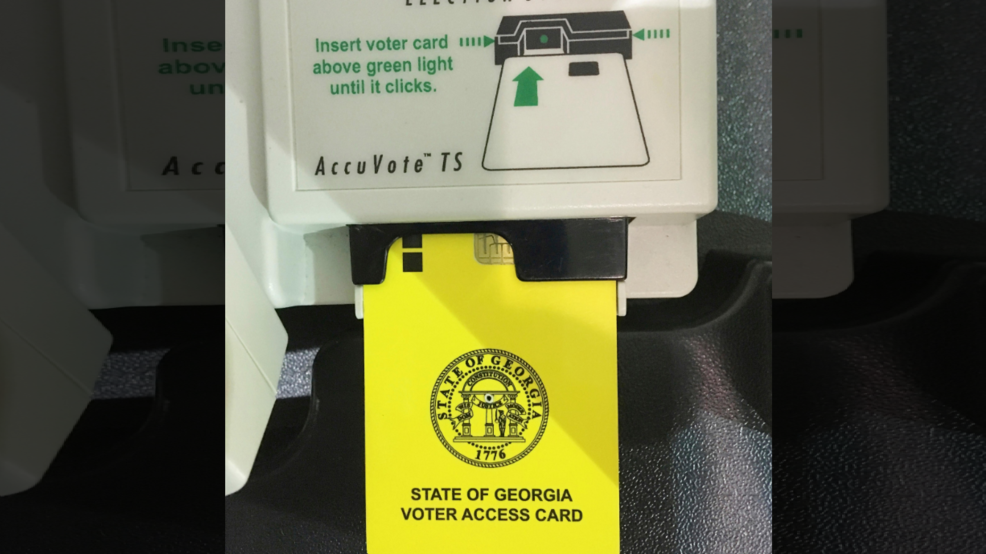 Insert voter card
above green light
until it clicks.
AccuVote™ TS
STATE OF GEORGIA
CONSTITUTION
JUSTICE
1776
STATE OF GEORGIA
VOTER ACCESS CARD